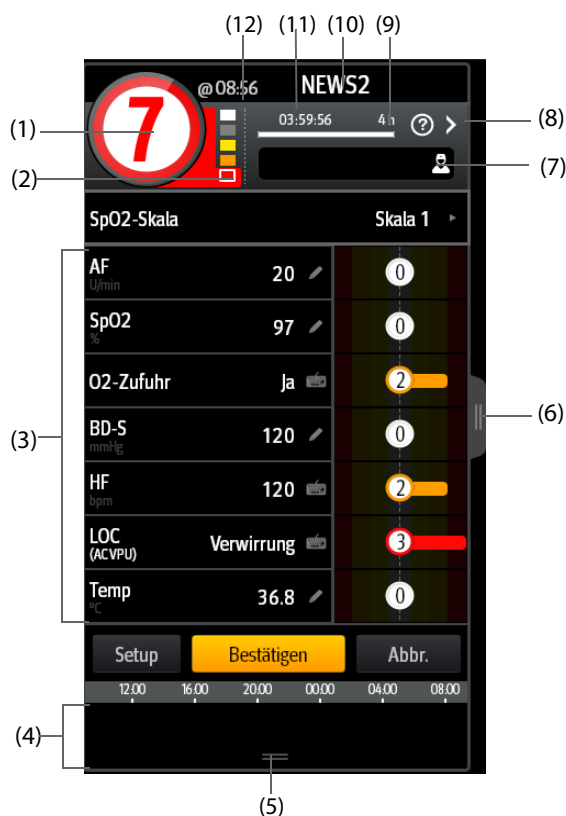 (12) (11) (10) (9)
@ 08:56 NEWS2
7
03:59:56 4h ? >
(1)
(8)
(2)
(7)
SpO2-Skala Skala 1
AF 20 0
U/min
SpO2 97 0
%
O2-Zufuhr Ja 2
(3)
(6)
BD-S 120 0
mmHg
HF 120 2
bpm
LOC Verwirrung 3
(ACVPU)
Temp 36.8 0
°C
Setup Bestätigen Abbr.
12:00 16:00 20:00 00:00 04:00 08:00
(4)
(5)